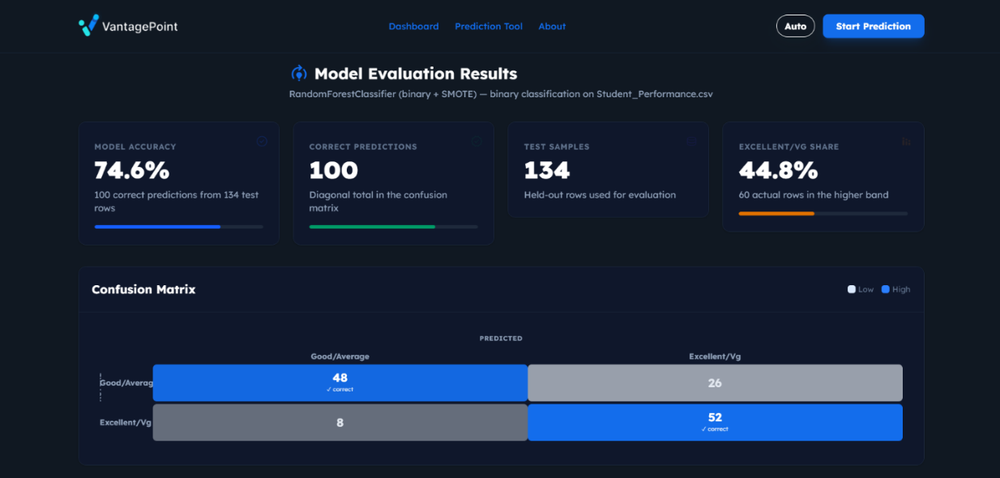 VantagePoint
Dashboard Prediction Tool About
Auto Start Prediction
Model Evaluation Results
RandomForestClassifier (binary + SMOTE) — binary classification on Student_Performance.csv
MODEL ACCURACY
74.6%
100 correct predictions from 134 test
rows
CORRECT PREDICTIONS
100
Diagonal total in the confusion
matrix
TEST SAMPLES
134
Held-out rows used for evaluation
EXCELLENT/VG SHARE
44.8%
60 actual rows in the higher band
Confusion Matrix
Low High
PREDICTED
Good/Average Excellent/Vg
Good/Averag
48
✓ correct
26
Excellent/Vg
8
52
✓ correct